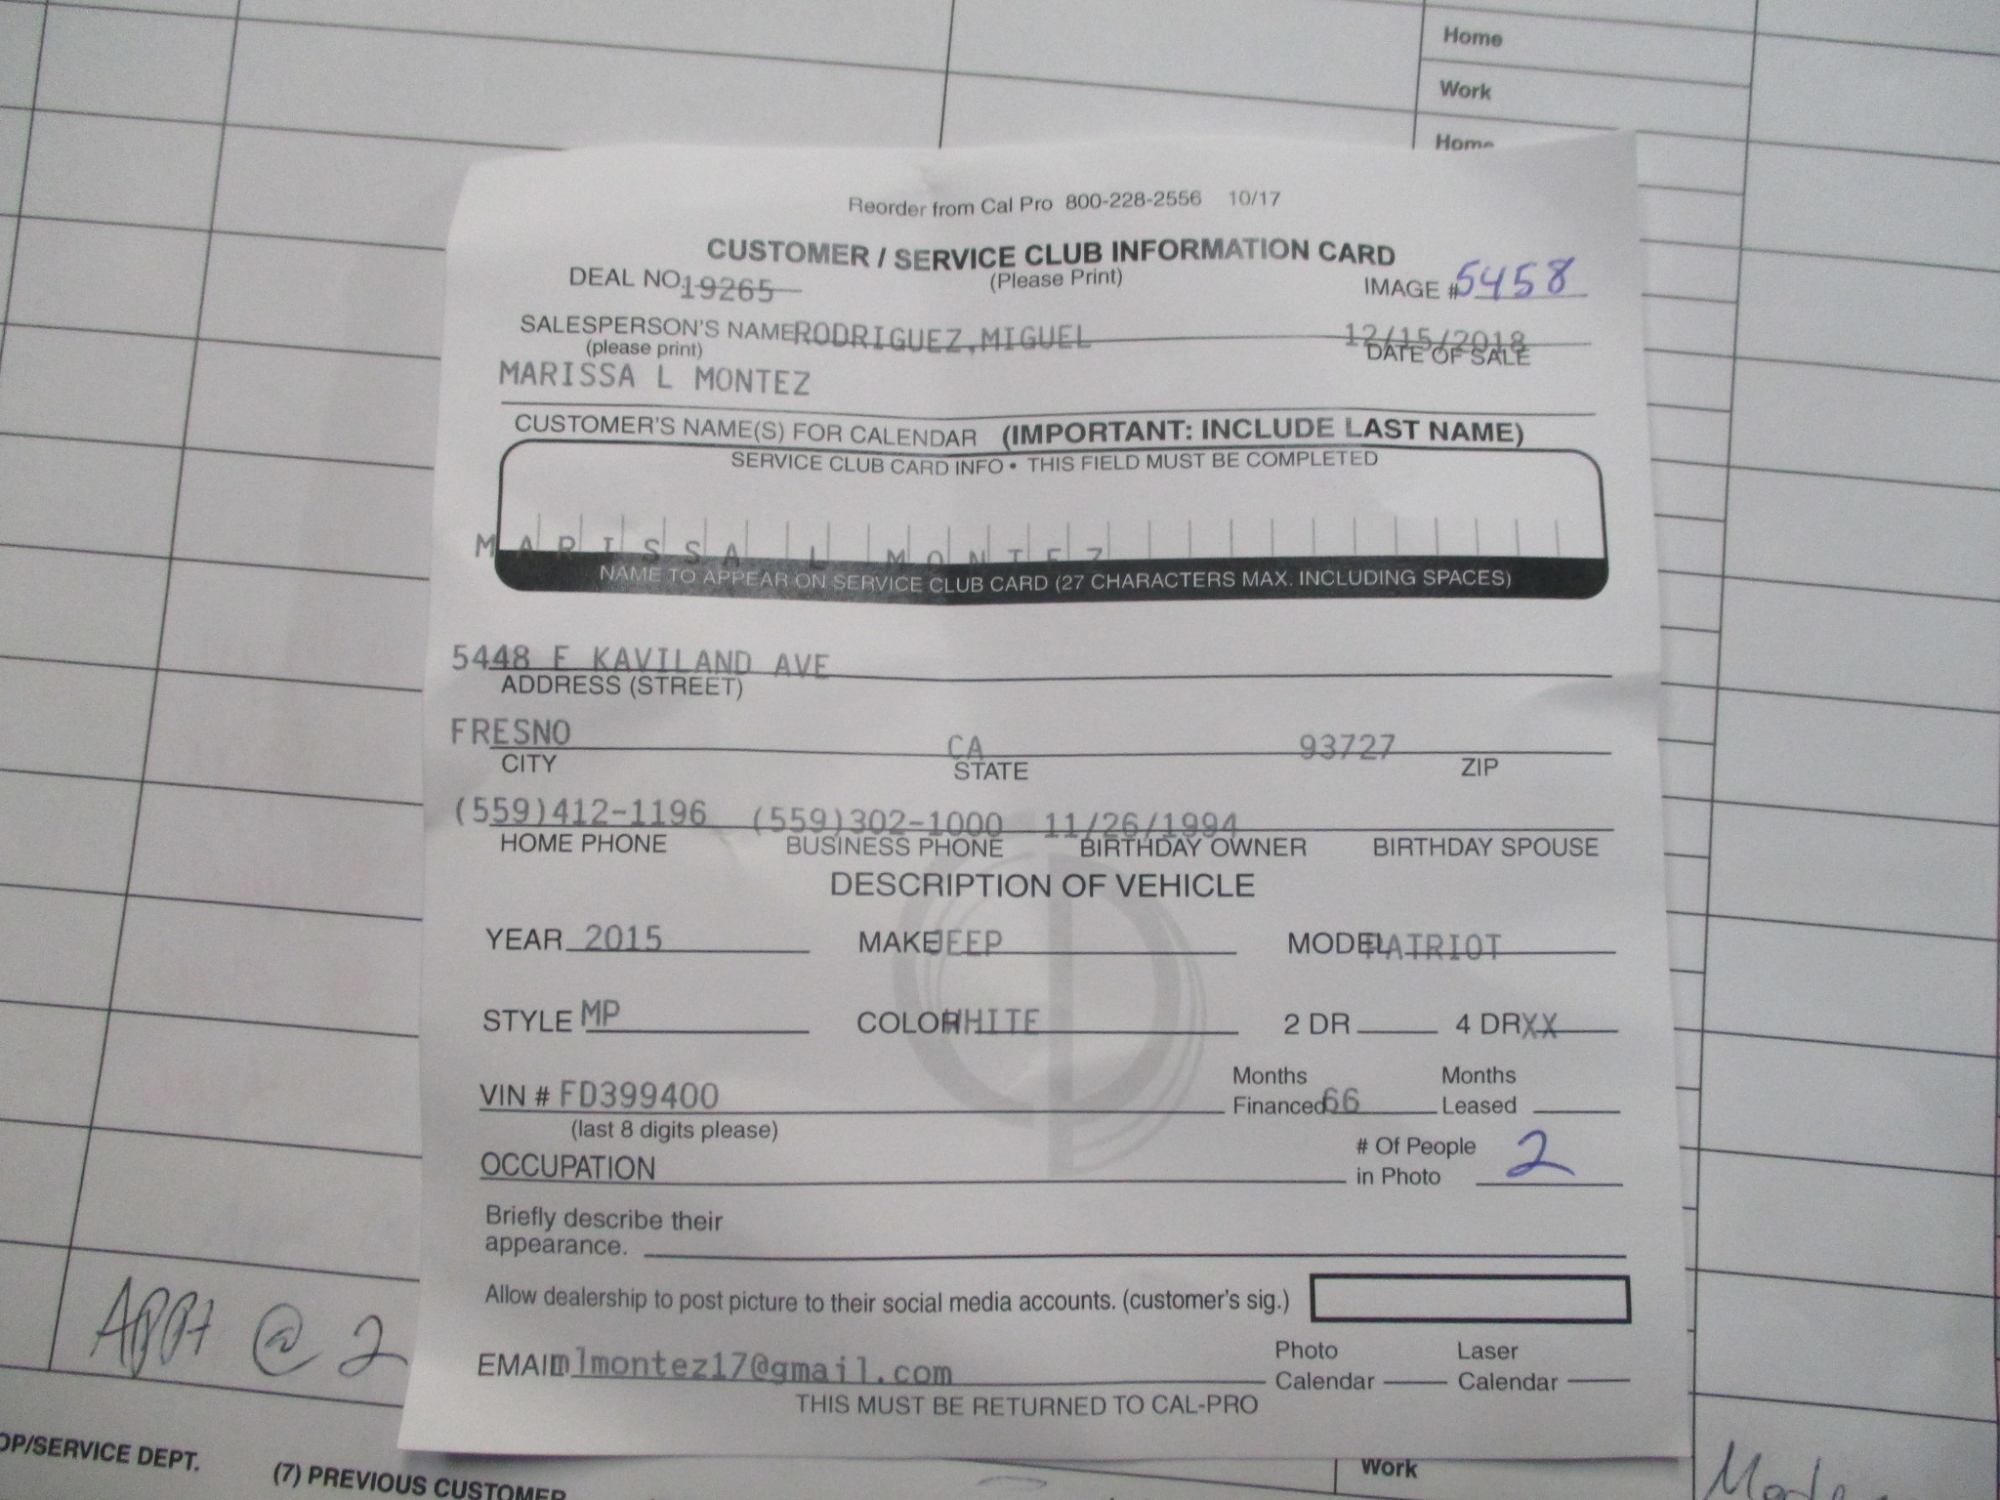 Home
Work
Home
Reorder from Cal Pro 800-228-2556 10/17
CUSTOMER / SERVICE CLUB INFORMATION CARD
(Please Print)
DEAL NO. 19265
IMAGE # 5458
SALESPERSON'S NAME RODRIGUEZ,MIGUEL 12/15/2018
(please print) DATE OF SALE
MARISSA L MONTEZ
CUSTOMER'S NAME(S) FOR CALENDAR (IMPORTANT: INCLUDE LAST NAME)
SERVICE CLUB CARD INFO • THIS FIELD MUST BE COMPLETED
MARISSA L MONTEZ
NAME TO APPEAR ON SERVICE CLUB CARD (27 CHARACTERS MAX. INCLUDING SPACES)
5448 E KAVILAND AVE
ADDRESS (STREET)
FRESNO CA 93727
CITY STATE ZIP
(559)412-1196 (559)302-1000 11/26/1994
HOME PHONE BUSINESS PHONE BIRTHDAY OWNER BIRTHDAY SPOUSE
DESCRIPTION OF VEHICLE
YEAR 2015 MAKE JEEP MODEL PATRIOT
STYLE MP COLOR WHITE 2 DR 4 DR XX
VIN # FD399400 Months Financed 66 Months Leased
(last 8 digits please)
OCCUPATION # Of People in Photo 2
Briefly describe their
appearance.
Allow dealership to post picture to their social media accounts. (customer's sig.)
EMAIL mlmontez17@gmail.com Photo Calendar Laser Calendar
THIS MUST BE RETURNED TO CAL-PRO
Appt @ 2
OP/SERVICE DEPT.
(7) PREVIOUS CUSTOMER
Work